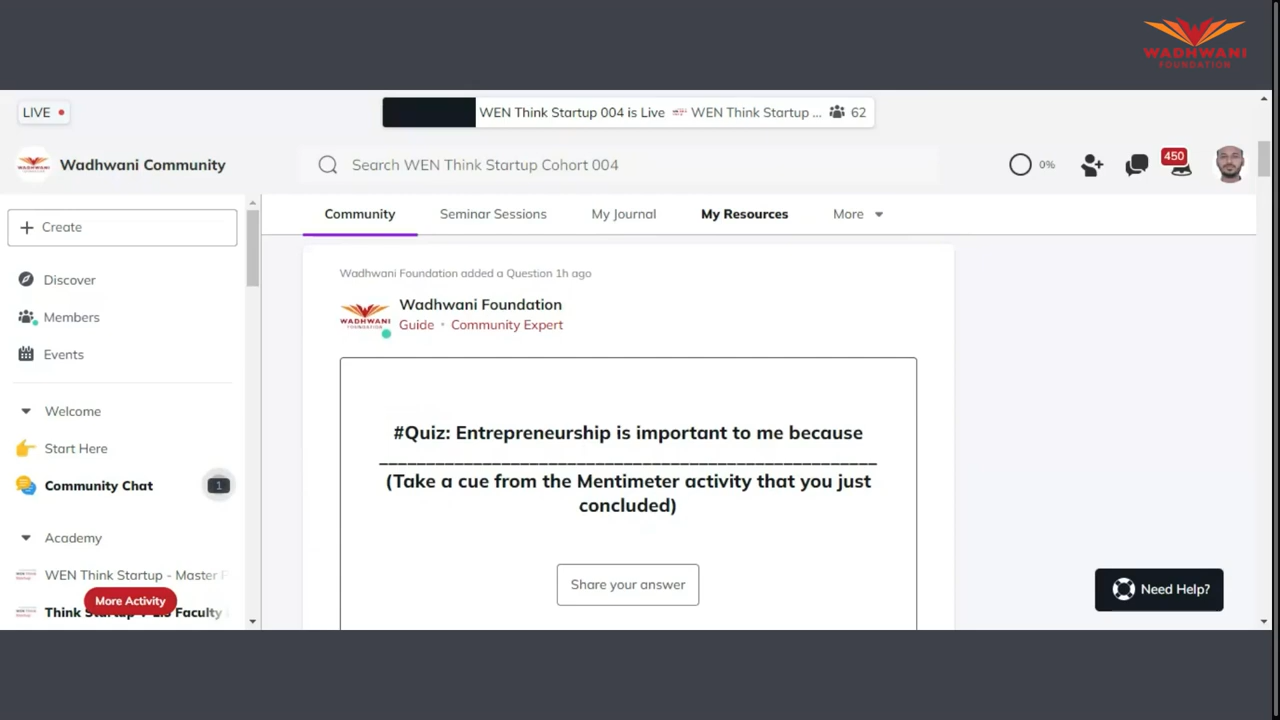 WADHWANI
FOUNDATION
LIVE
WEN Think Startup 004 is Live WEN Think Startup ... 62
Wadhwani Community
Search WEN Think Startup Cohort 004
0%
450
Community Seminar Sessions My Journal My Resources More
Create
Discover
Members
Events
Welcome
Start Here
Community Chat 1
Academy
WEN Think Startup - Master F
More Activity
Think Faculty
Wadhwani Foundation added a Question 1h ago
Wadhwani Foundation
Guide • Community Expert
#Quiz: Entrepreneurship is important to me because
____________________________________________________
(Take a cue from the Mentimeter activity that you just
concluded)
Share your answer
Need Help?